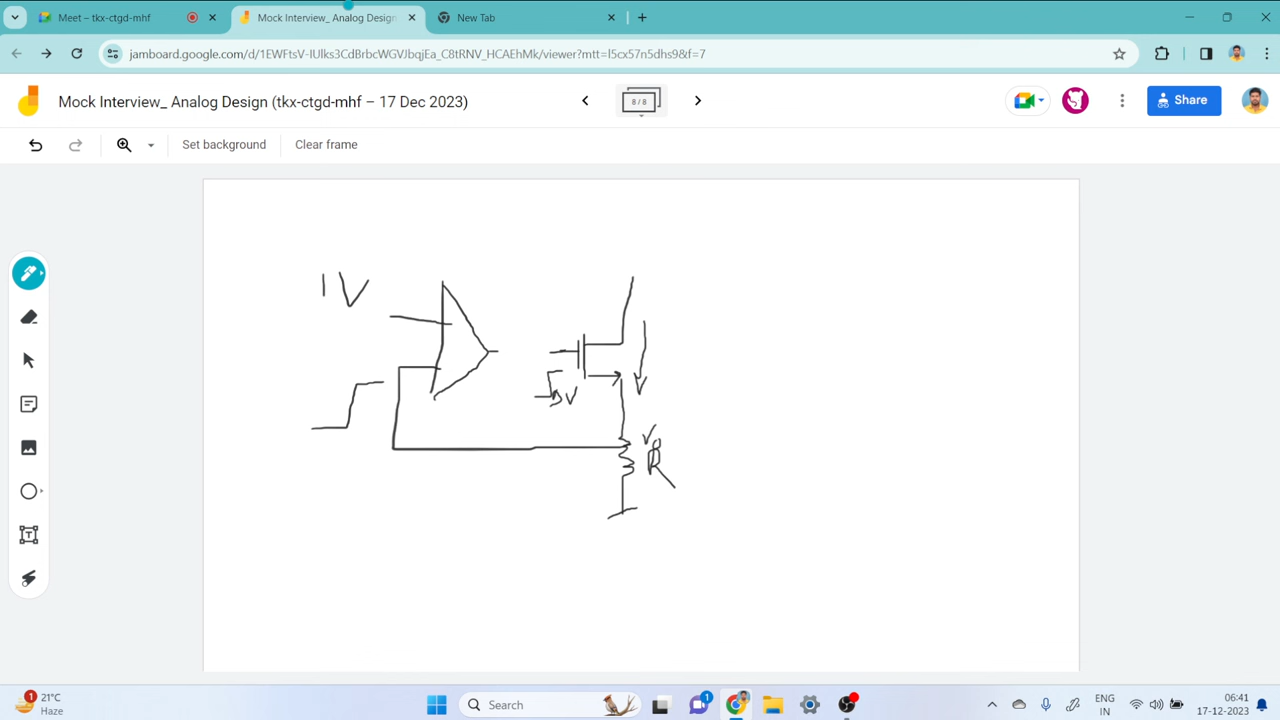 Meet – tkx-ctgd-mhf
Mock Interview_ Analog Design
New Tab
jamboard.google.com/d/1EWFtsV-IUlks3CdBrbcWGVJbqjEa_C8tRNV_HCAEhMk/viewer?mtt=l5cx57n5dhs9&f=7
Mock Interview_ Analog Design (tkx-ctgd-mhf – 17 Dec 2023)
8 / 8
Share
Set background
Clear frame
1V
V
R
1
21°C
Haze
Search
1
ENG
IN
06:41
17-12-2023